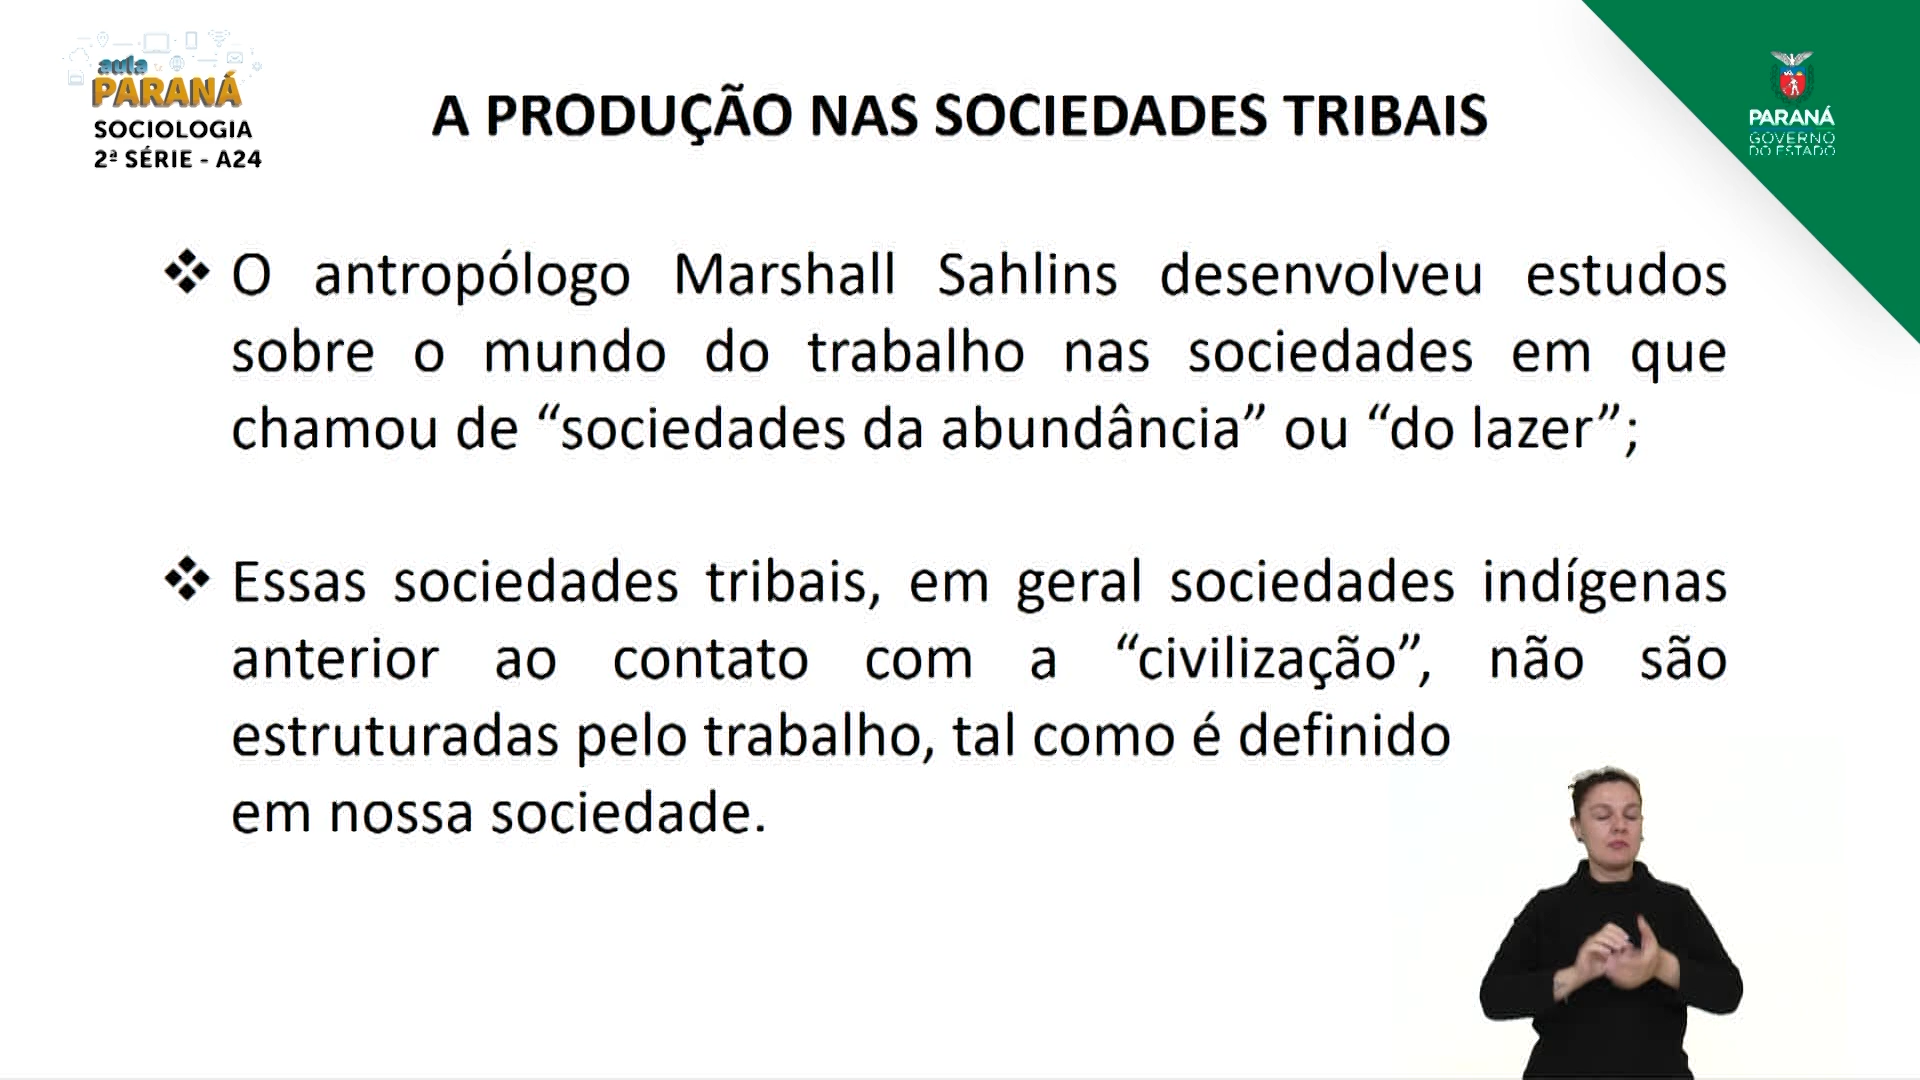 aula
PARANÁ
SOCIOLOGIA
2ª SÉRIE - A24
A PRODUÇÃO NAS SOCIEDADES TRIBAIS
PARANÁ
GOVERNO
DO ESTADO
❖ O antropólogo Marshall Sahlins desenvolveu estudos
sobre o mundo do trabalho nas sociedades em que
chamou de “sociedades da abundância” ou “do lazer”;
❖ Essas sociedades tribais, em geral sociedades indígenas
anterior ao contato com a “civilização”, não são
estruturadas pelo trabalho, tal como é definido
em nossa sociedade.